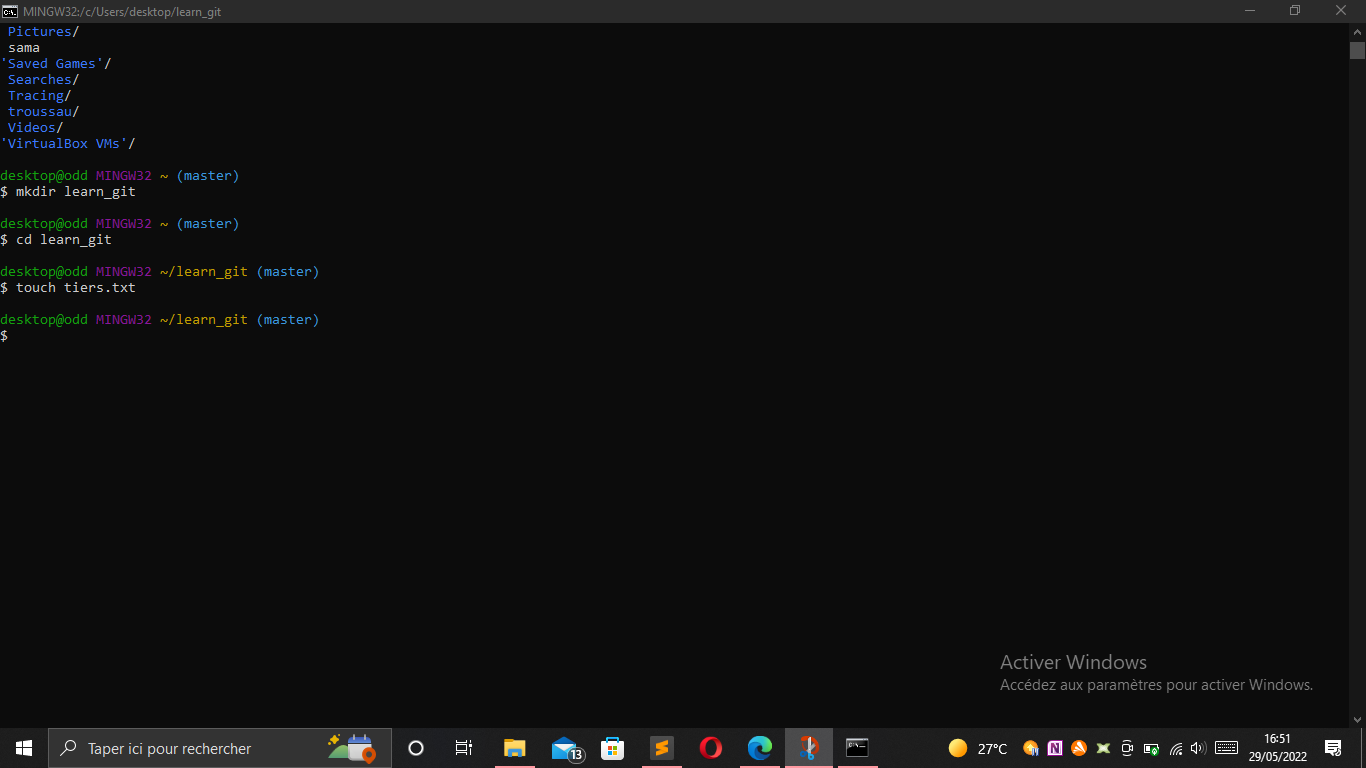 MINGW32:/c/Users/desktop/learn_git
Pictures/
sama
'Saved Games'/
Searches/
Tracing/
troussau/
Videos/
'VirtualBox VMs'/
desktop@odd MINGW32 ~ (master)
$ mkdir learn_git
desktop@odd MINGW32 ~ (master)
$ cd learn_git
desktop@odd MINGW32 ~/learn_git (master)
$ touch tiers.txt
desktop@odd MINGW32 ~/learn_git (master)
$
Activer Windows
Accédez aux paramètres pour activer Windows.
Taper ici pour rechercher
13
27°C
16:51
29/05/2022